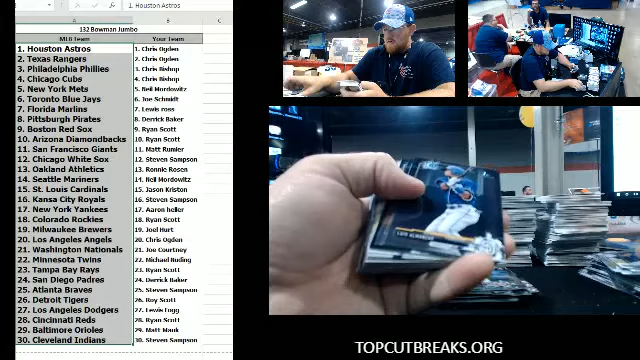 1. Houston Astros
132 Bowman Jumbo
MLB Team Your Team
1. Houston Astros 1. Chris Ogden
2. Texas Rangers 2. Chris Ogden
3. Philadelphia Phillies 3. Chris Bishop
4. Chicago Cubs 4. Chris Bishop
5. New York Mets 5. Neil Mordowitz
6. Toronto Blue Jays 6. Joe Schmidt
7. Florida Marlins 7. Lewis ross
8. Pittsburgh Pirates 8. Derrick Baker
9. Boston Red Sox 9. Ryan Scott
10. Arizona Diamondbacks 10. Ryan Scott
11. San Francisco Giants 11. Matt Rumler
12. Chicago White Sox 12. Steven Sampson
13. Oakland Athletics 13. Ronnie Rosen
14. Seattle Mariners 14. Neil Mordowitz
15. St. Louis Cardinals 15. Jason Kriston
16. Kansas City Royals 16. Steven Sampson
17. New York Yankees 17. Aaron heller
18. Colorado Rockies 18. Ryan Scott
19. Milwaukee Brewers 19. Joel Hurt
20. Los Angeles Angels 20. Chris Ogden
21. Washington Nationals 21. Joe Courtney
22. Minnesota Twins 22. Michael Ruding
23. Tampa Bay Rays 23. Ryan Scott
24. San Diego Padres 24. Derrick Baker
25. Atlanta Braves 25. Steven Sampson
26. Detroit Tigers 26. Roy Scott
27. Los Angeles Dodgers 27. Lewis Fogg
28. Cincinnati Reds 28. Ryan Scott
29. Baltimore Orioles 29. Matt Mauk
30. Cleveland Indians 30. Steven Sampson
TOPCUTBREAKS.ORG